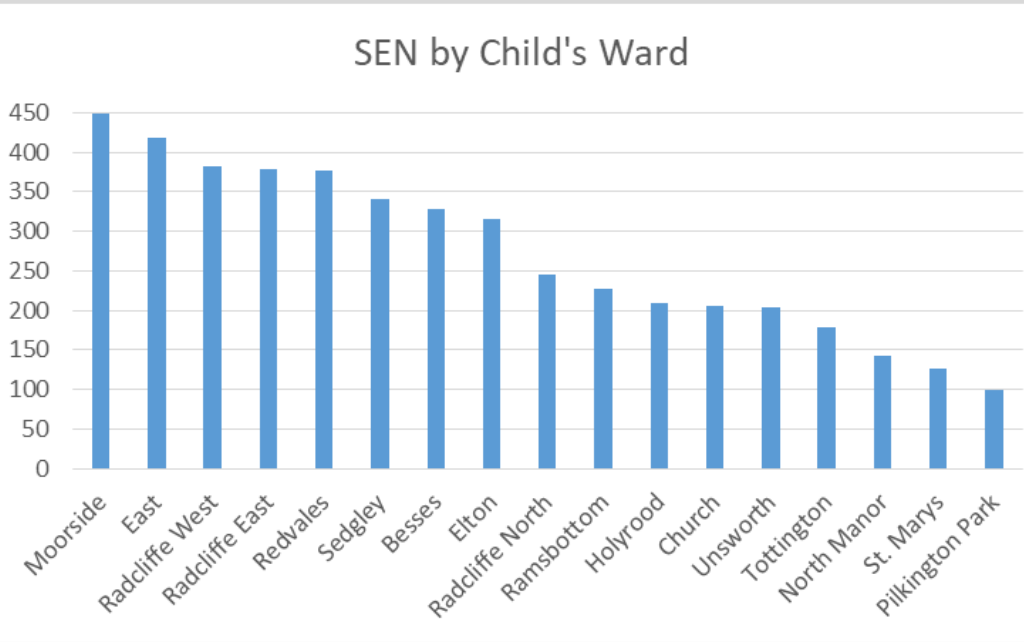 SEN by Child's Ward
450
400
350
300
250
200
150
100
50
0
Moorside
East
Radcliffe West
Radcliffe East
Redvales
Sedgley
Besses
Elton
Radcliffe North
Ramsbottom
Holyrood
Church
Unsworth
Tottington
North Manor
St. Marys
Pilkington Park